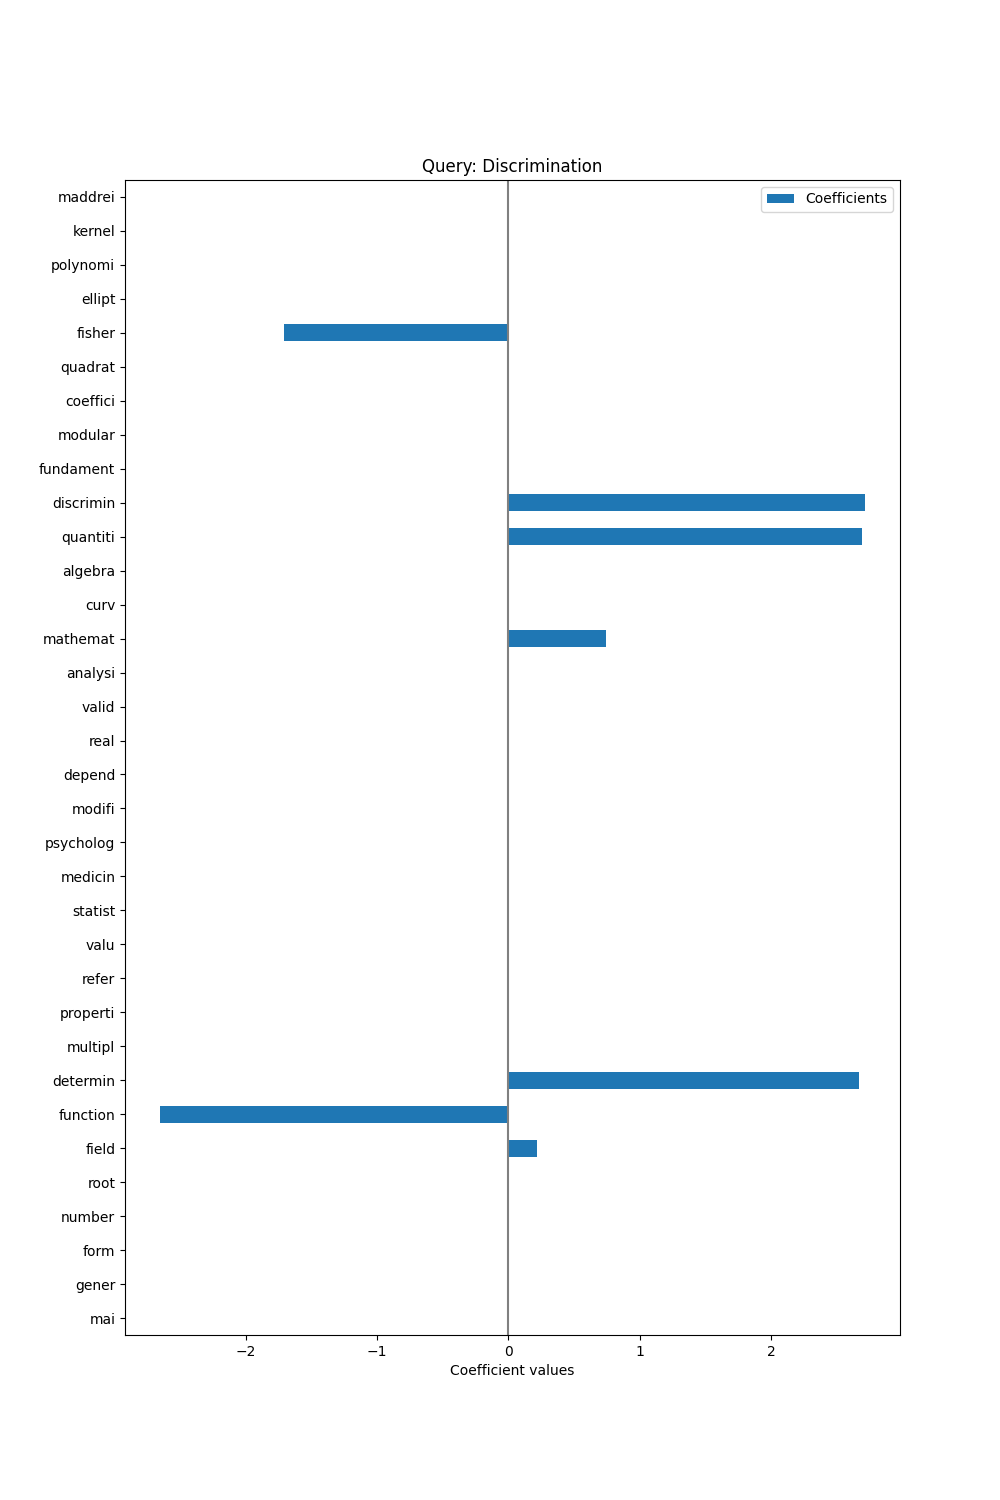 Query: Discrimination
Coefficients
maddrei
kernel
polynomi
ellipt
fisher
quadrat
coeffici
modular
fundament
discrimin
quantiti
algebra
curv
mathemat
analysi
valid
real
depend
modifi
psycholog
medicin
statist
valu
refer
properti
multipl
determin
function
field
root
number
form
gener
mai
−2 −1 0 1 2
Coefficient values